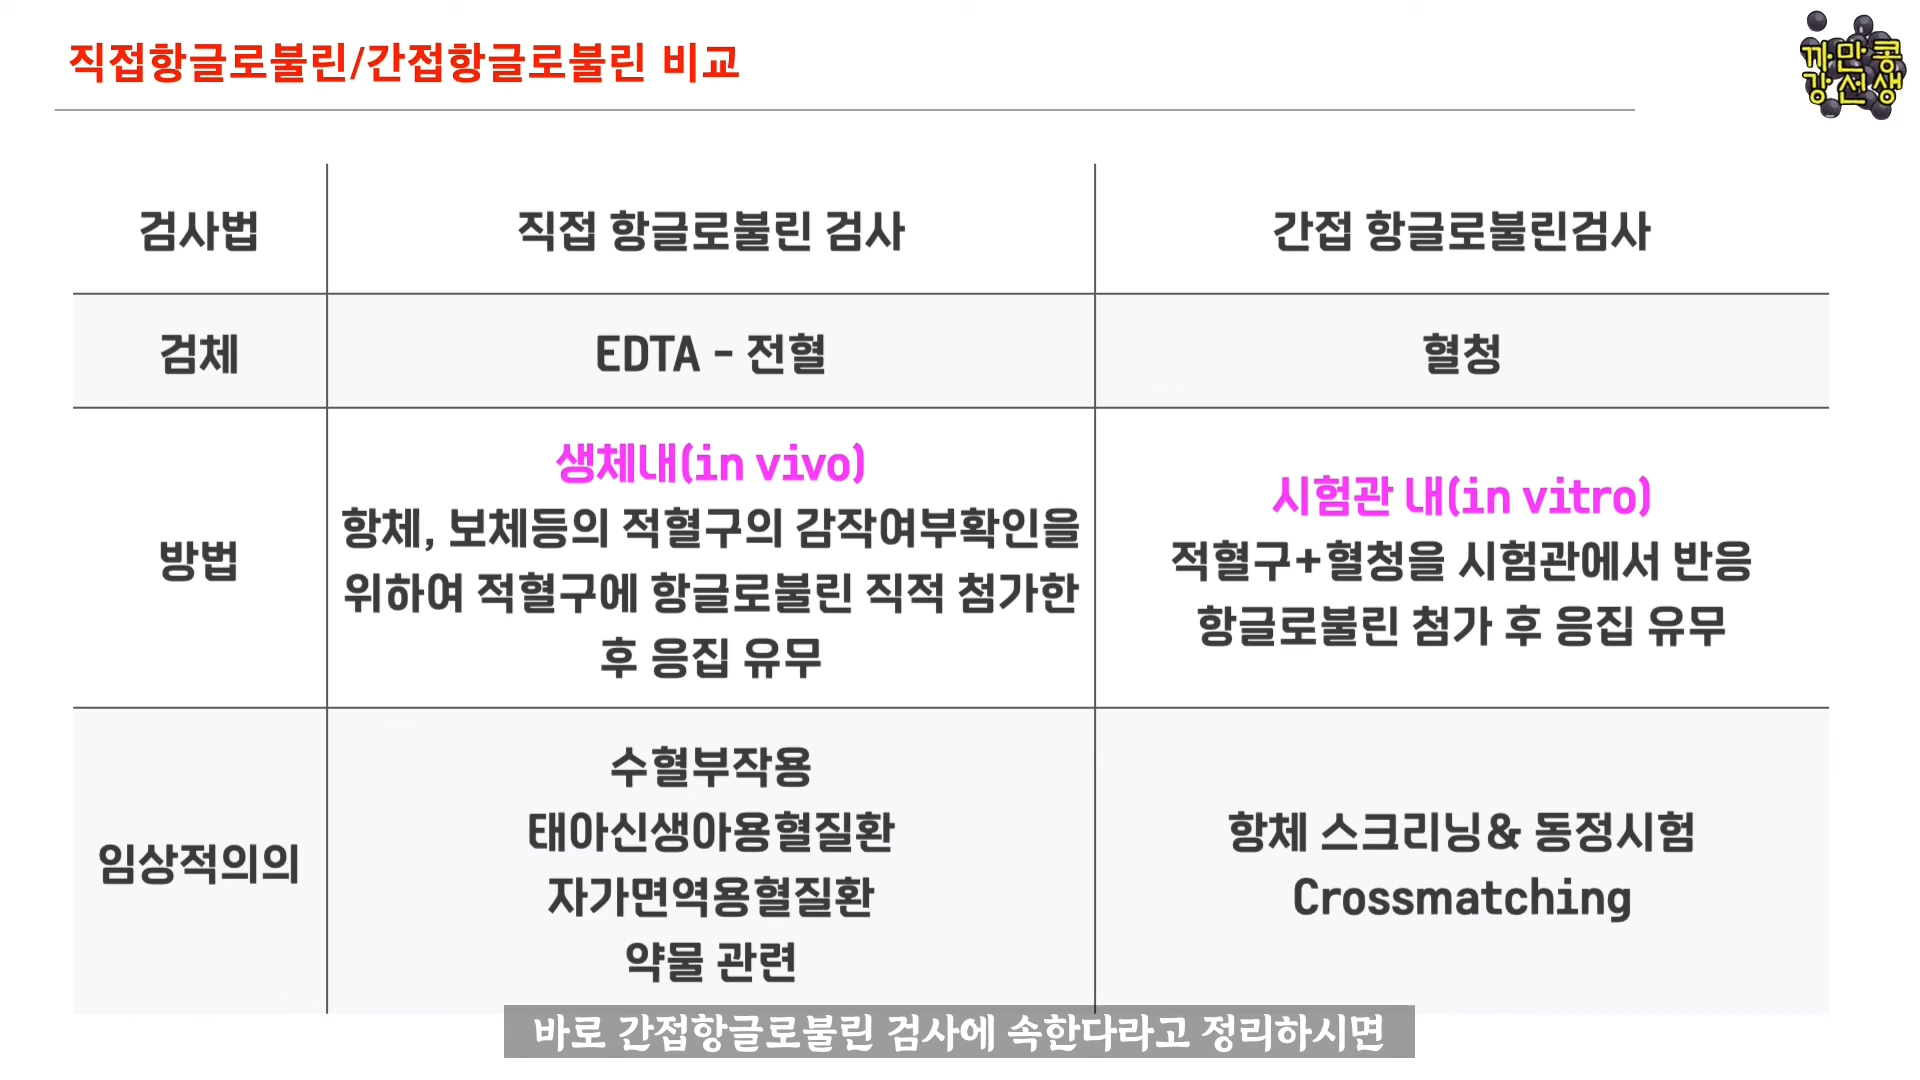 직접항글로불린/간접항글로불린 비교
까만콩
강선생
검사법
직접 항글로불린 검사
간접 항글로불린검사
검체
EDTA - 전혈
혈청
방법
생체내(in vivo)
항체, 보체등의 적혈구의 감작여부확인을
위하여 적혈구에 항글로불린 직적 첨가한
후 응집 유무
시험관 내(in vitro)
적혈구+혈청을 시험관에서 반응
항글로불린 첨가 후 응집 유무
임상적의의
수혈부작용
태아신생아용혈질환
자가면역용혈질환
약물 관련
항체 스크리닝& 동정시험
Crossmatching
바로 간접항글로불린 검사에 속한다라고 정리하시면